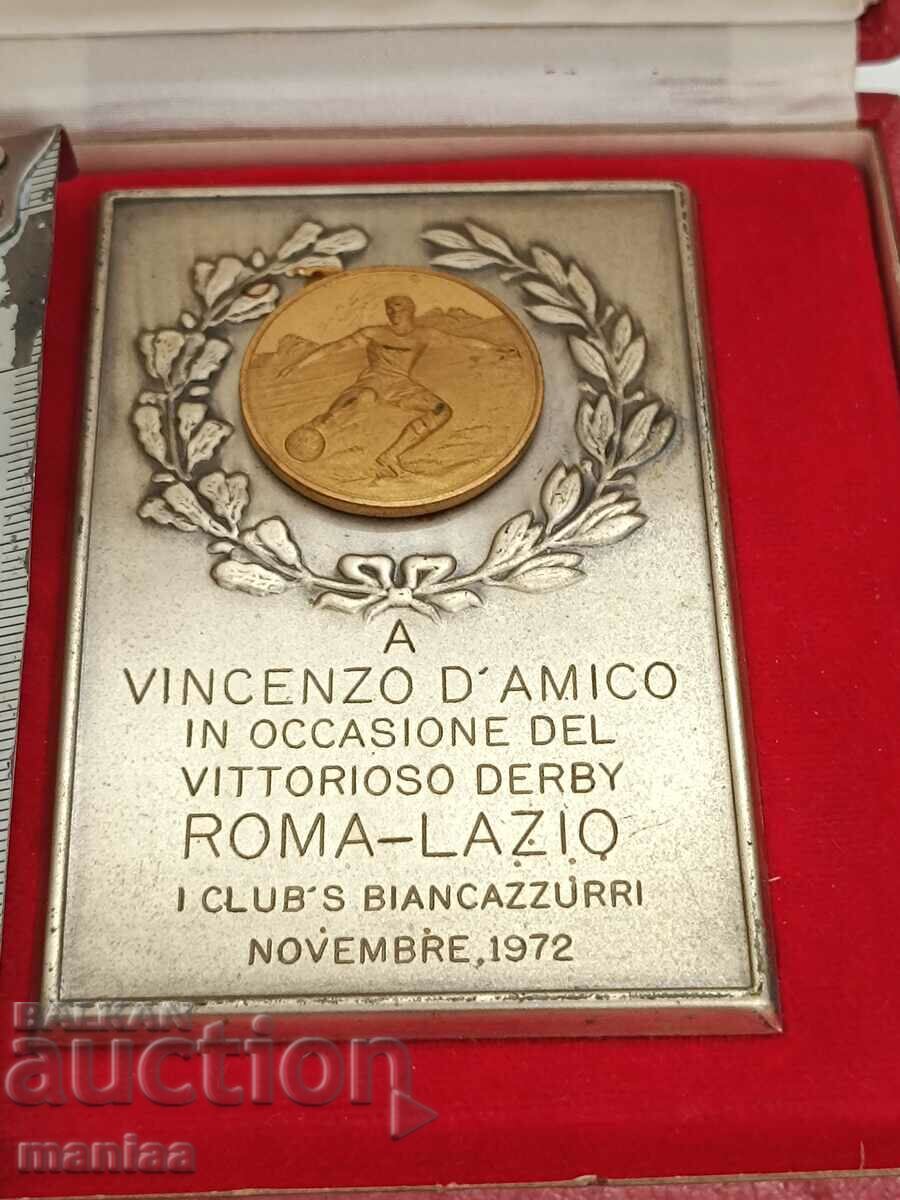 A
VINCENZO D'AMICO
IN OCCASIONE DEL
VITTORIOSO DERBY
ROMA-LAZIO
I CLUB'S BIANCAZZURRI
NOVEMBRE, 1972
BALKAN
auction
maniaa